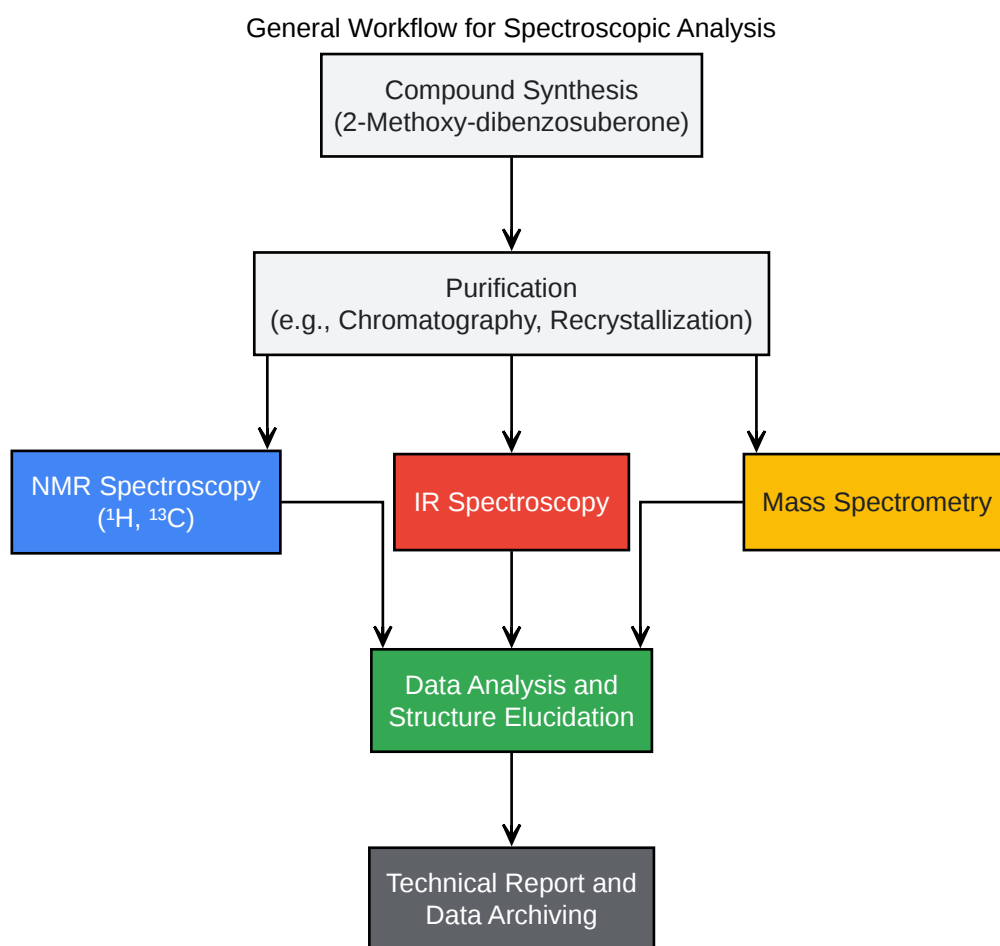 General Workflow for Spectroscopic Analysis
Compound Synthesis
(2-Methoxy-dibenzosuberone)
Purification
(e.g., Chromatography, Recrystallization)
NMR Spectroscopy
(¹H, ¹³C)
IR Spectroscopy
Mass Spectrometry
Data Analysis and
Structure Elucidation
Technical Report and
Data Archiving